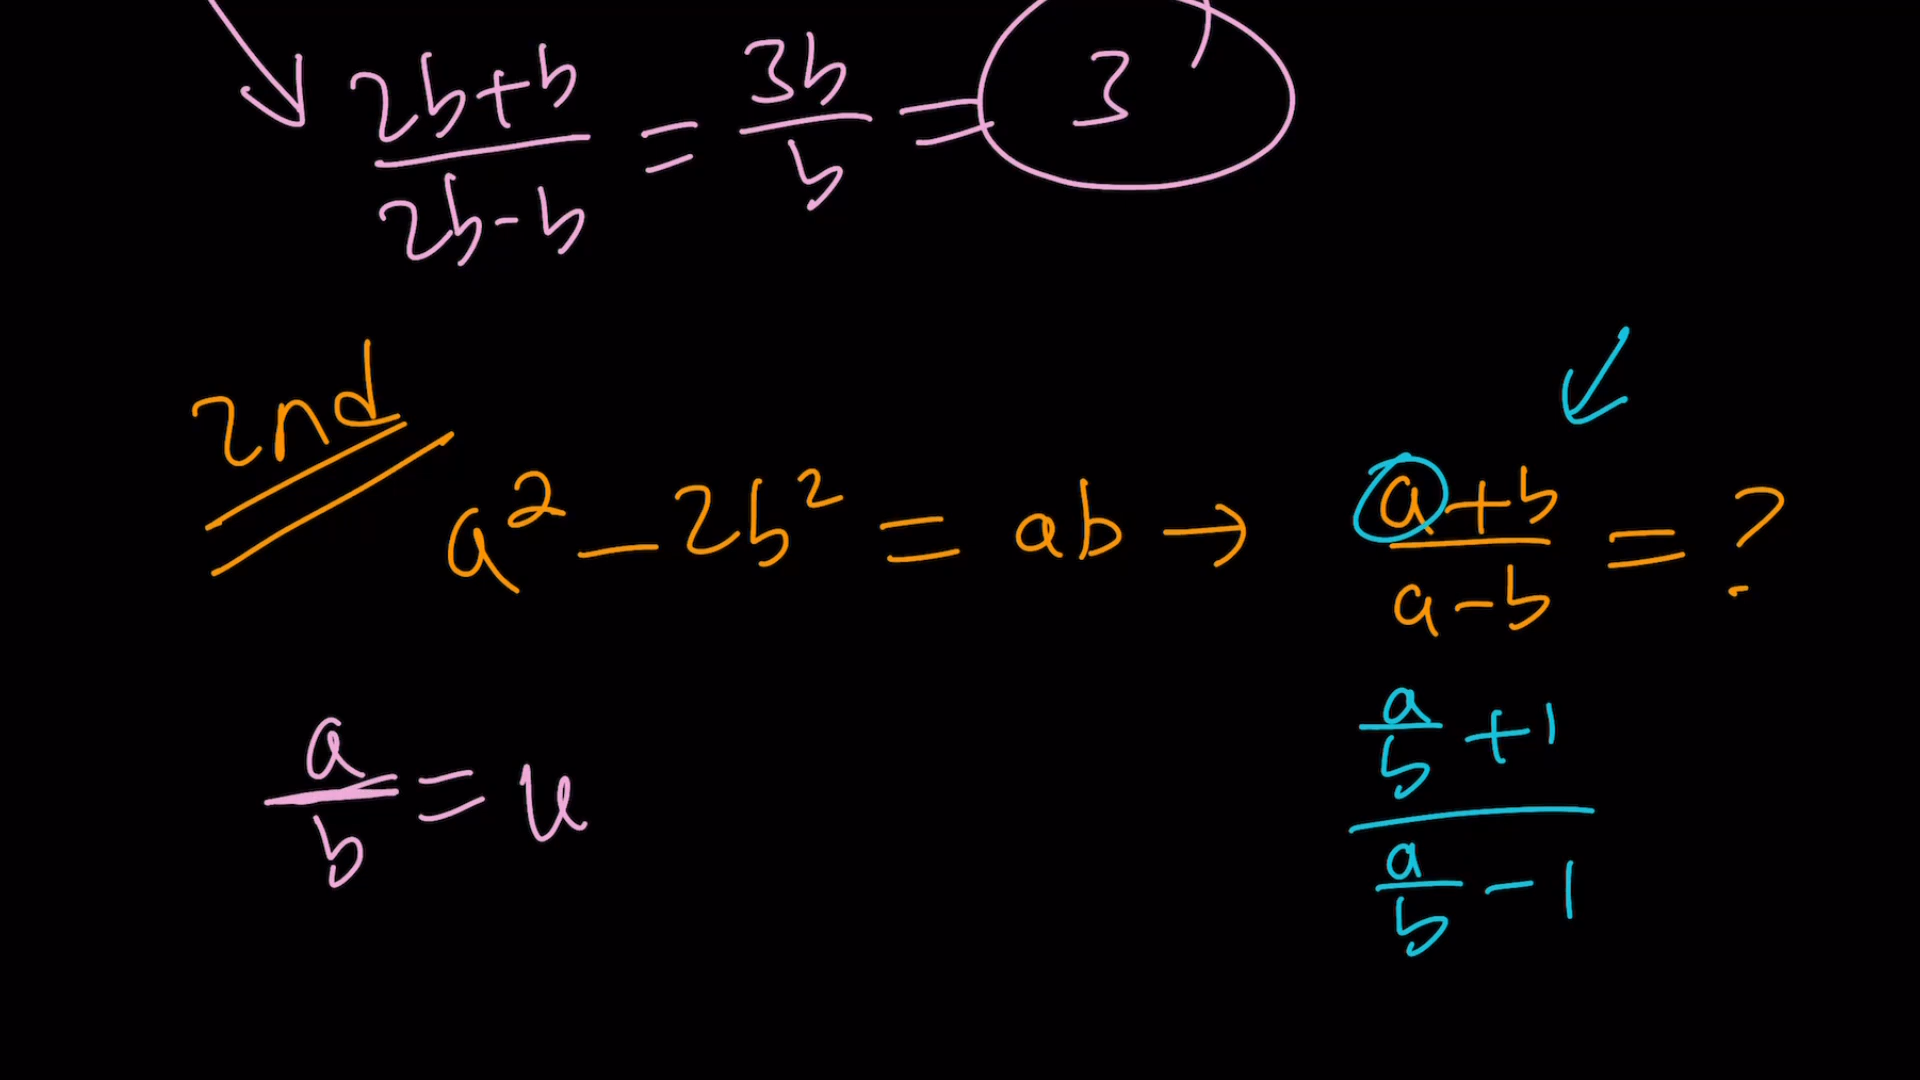 2b+b/2b-b = 3b/b = 3
2nd
a² - 2b² = ab → a+b/a-b = ?
a/b = u
a/b + 1
a/b - 1